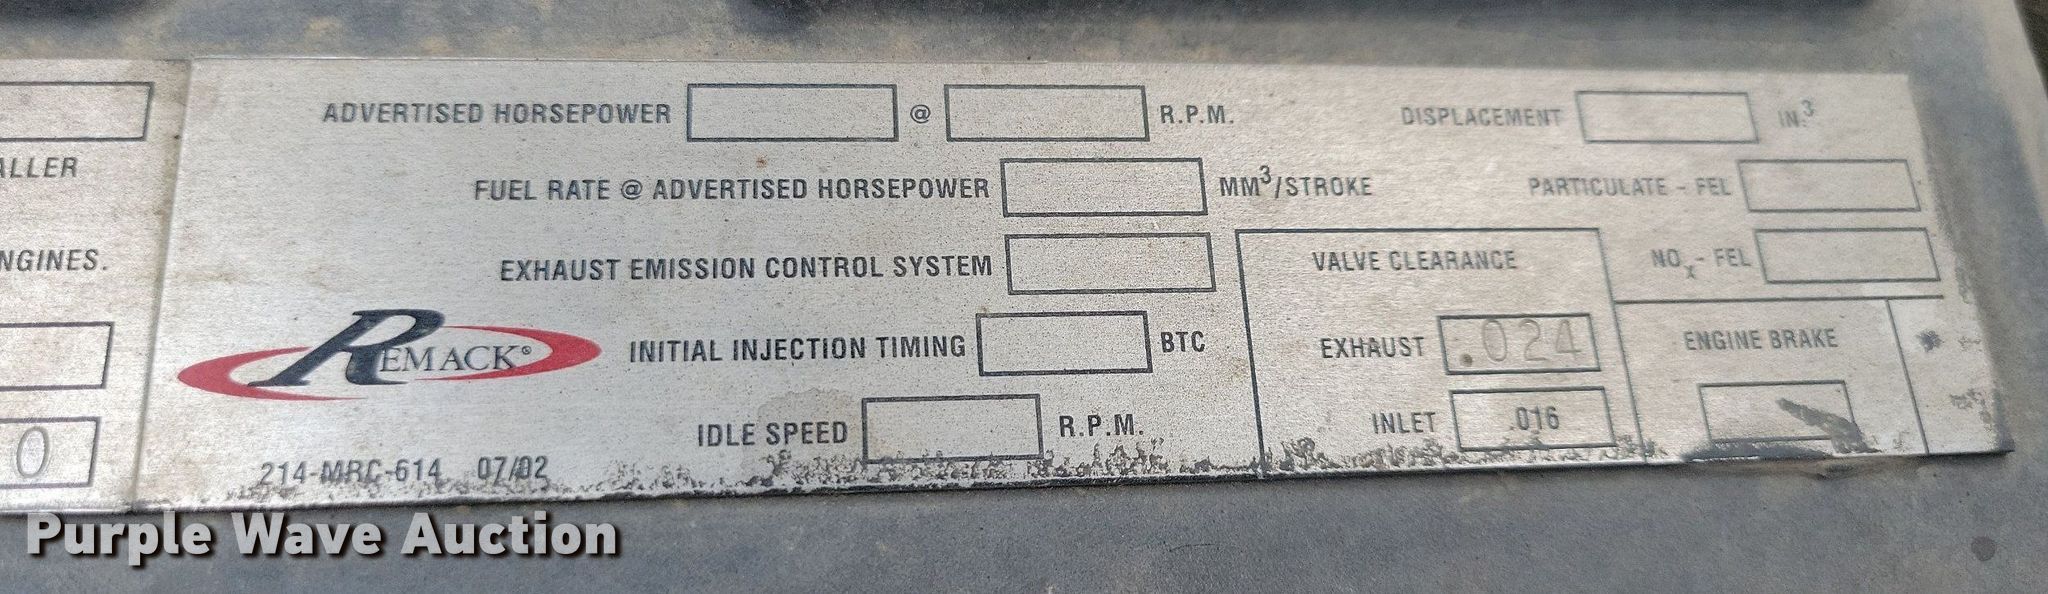 ALLER
NGINES.
0
ADVERTISED HORSEPOWER @ R.P.M.
FUEL RATE @ ADVERTISED HORSEPOWER MM³/STROKE
EXHAUST EMISSION CONTROL SYSTEM
INITIAL INJECTION TIMING BTC
IDLE SPEED R.P.M.
REMACK®
214-MRC-614 07/02
DISPLACEMENT IN.³
PARTICULATE - FEL
NOx - FEL
VALVE CLEARANCE
EXHAUST .024
INLET .016
ENGINE BRAKE
Purple Wave Auction